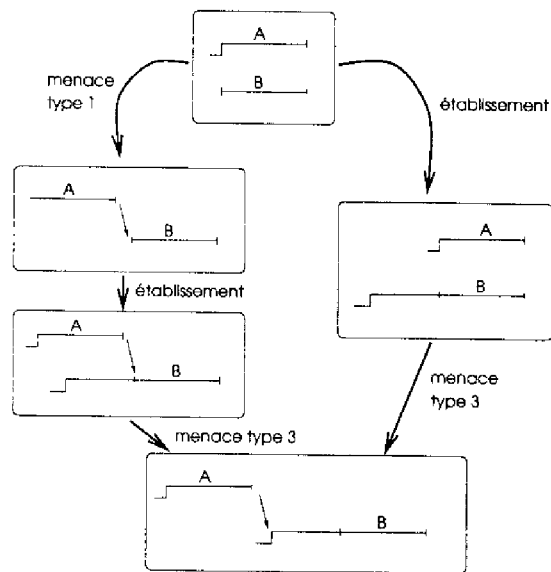 A
B
menace
type 1
établissement
A
B
A
B
établissement
A
B
menace
type 3
menace type 3
A
B